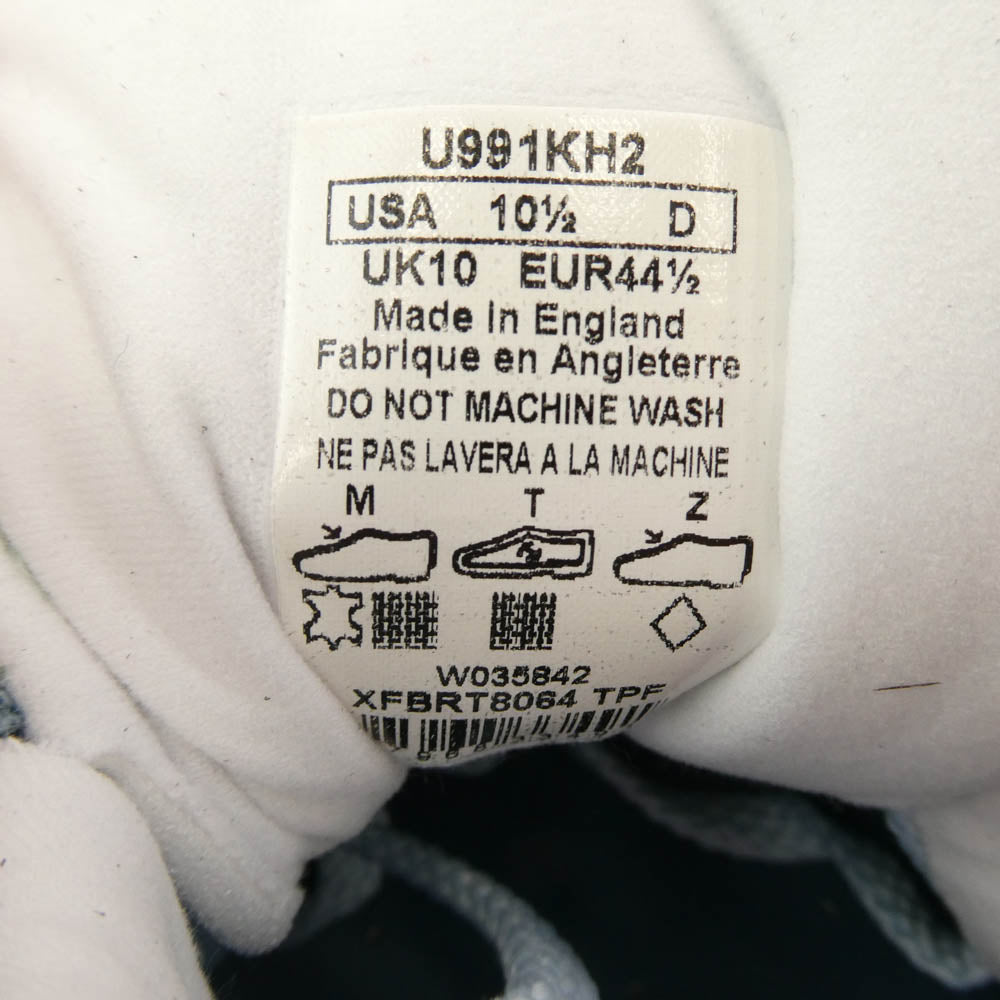 U991KH2
USA 10½ D
UK10 EUR44½
Made in England
Fabrique en Angleterre
DO NOT MACHINE WASH
NE PAS LAVERA A LA MACHINE
M T Z
W035842
XFBRT8064 TPF